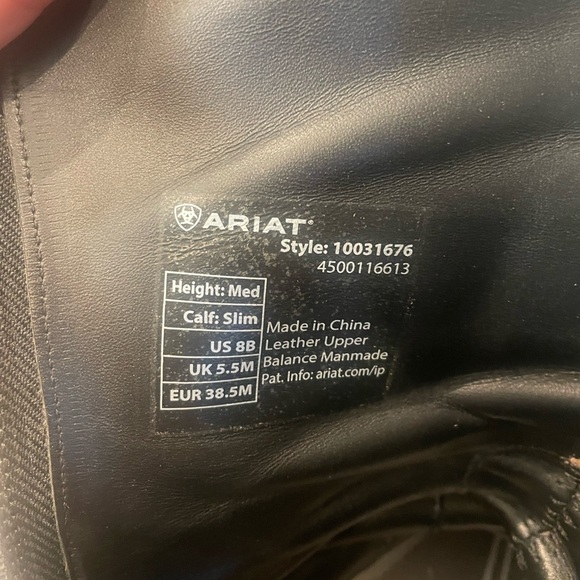 ARIAT®
Style: 10031676
4500116613
Height: Med
Calf: Slim
US 8B
UK 5.5M
EUR 38.5M
Made in China
Leather Upper
Balance Manmade
Pat. Info: ariat.com/ip